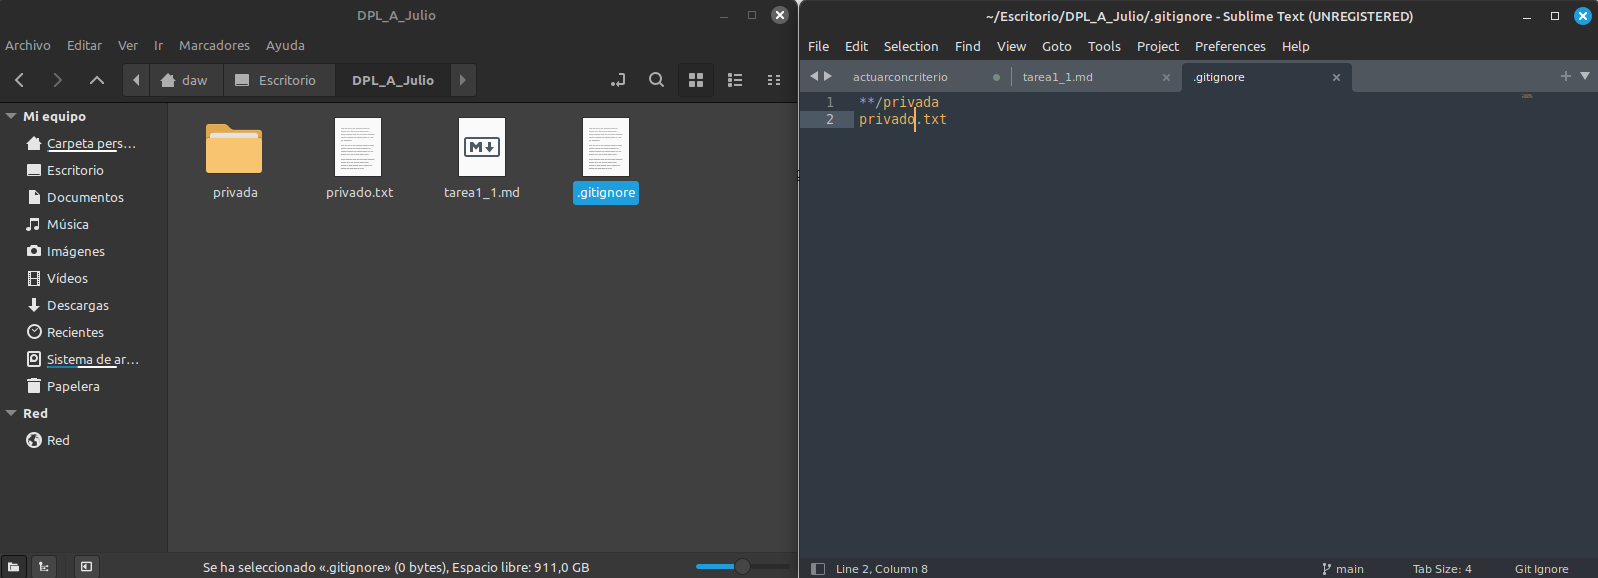 DPL_A_Julio
Archivo Editar Ver Ir Marcadores Ayuda
daw Escritorio DPL_A_Julio
Mi equipo
Carpeta pers...
Escritorio
Documentos
Música
Imágenes
Vídeos
Descargas
Recientes
Sistema de ar...
Papelera
Red
Red
privada privado.txt tarea1_1.md .gitignore
Se ha seleccionado «.gitignore» (0 bytes), Espacio libre: 911,0 GB
~/Escritorio/DPL_A_Julio/.gitignore - Sublime Text (UNREGISTERED)
File Edit Selection Find View Goto Tools Project Preferences Help
actuarconcriterio tarea1_1.md .gitignore
1 **/privada
2 privado.txt
Line 2, Column 8 main Tab Size: 4 Git Ignore